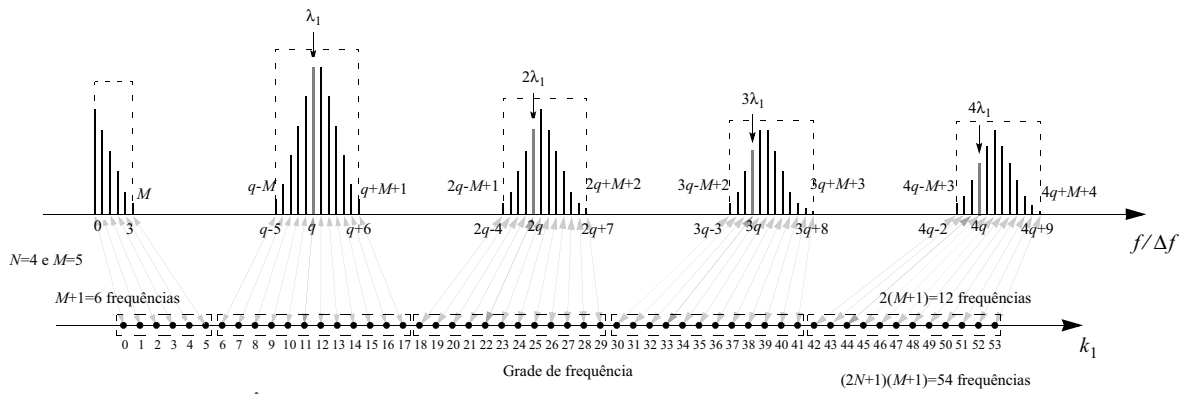 λ1
2λ1
3λ1
4λ1
M
q-M
q+M+1
2q-M+1
2q+M+2
3q-M+2
3q+M+3
4q-M+3
4q+M+4
0 3 q-5 q q+6 2q-4 2q 2q+7 3q-3 3q 3q+8 4q-2 4q 4q+9
f/Δf
N=4 e M=5
M+1=6 frequências
2(M+1)=12 frequências
0 1 2 3 4 5 6 7 8 9 10 11 12 13 14 15 16 17 18 19 20 21 22 23 24 25 26 27 28 29 30 31 32 33 34 35 36 37 38 39 40 41 42 43 44 45 46 47 48 49 50 51 52 53
k1
Grade de frequência
(2N+1)(M+1)=54 frequências